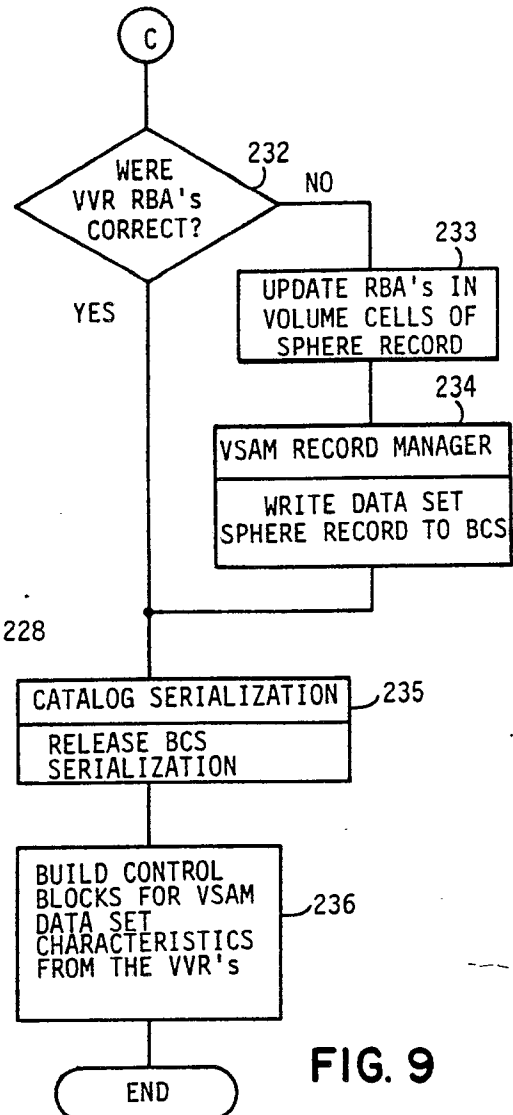 C
232
WERE
VVR RBA's
CORRECT?
NO
YES
233
UPDATE RBA's IN
VOLUME CELLS OF
SPHERE RECORD
234
VSAM RECORD MANAGER
WRITE DATA SET
SPHERE RECORD TO BCS
228
CATALOG SERIALIZATION
235
RELEASE BCS
SERIALIZATION
BUILD CONTROL
BLOCKS FOR VSAM
DATA SET
CHARACTERISTICS
FROM THE VVR's
236
END
FIG. 9